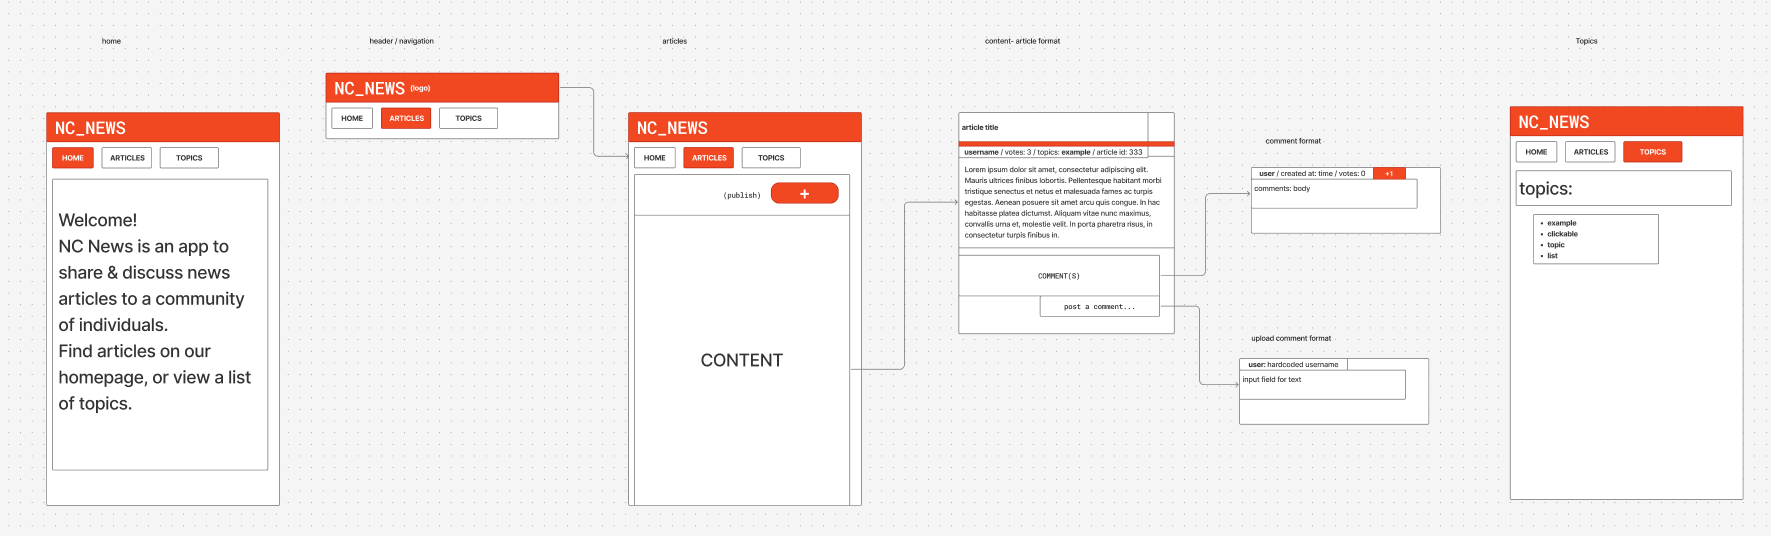 home
header / navigation
articles
content- article format
Topics
NC_NEWS
HOME
ARTICLES
TOPICS
Welcome!
NC News is an app to
share & discuss news
articles to a community
of individuals.
Find articles on our
homepage, or view a list
of topics.
NC_NEWS (logo)
HOME
ARTICLES
TOPICS
NC_NEWS
HOME
ARTICLES
TOPICS
(publish)
+
CONTENT
article title
username / votes: 3 / topics: example / article id: 333
Lorem ipsum dolor sit amet, consectetur adipiscing elit.
Mauris ultrices finibus lobortis. Pellentesque habitant morbi
tristique senectus et netus et malesuada fames ac turpis
egestas. Aenean posuere sit amet arcu quis congue. In hac
habitasse platea dictumst. Aliquam vitae nunc maximus,
convallis urna et, molestie velit. In porta pharetra risus, in
consectetur turpis finibus in.
COMMENT(S)
post a comment...
comment format
user / created at: time / votes: 0
+1
comments: body
upload comment format
user: hardcoded username
input field for text
NC_NEWS
HOME
ARTICLES
TOPICS
topics:
• example
• clickable
• topic
• list